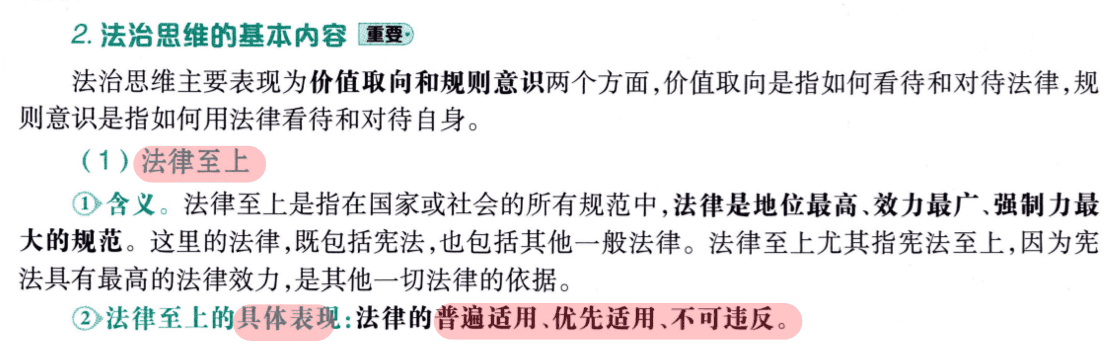 2. 法治思维的基本内容 重要
法治思维主要表现为价值取向和规则意识两个方面,价值取向是指如何看待和对待法律,规
则意识是指如何用法律看待和对待自身。
(1)法律至上
①含义。法律至上是指在国家或社会的所有规范中,法律是地位最高、效力最广、强制力最
大的规范。这里的法律,既包括宪法,也包括其他一般法律。法律至上尤其指宪法至上,因为宪
法具有最高的法律效力,是其他一切法律的依据。
②法律至上的具体表现:法律的普遍适用、优先适用、不可违反。